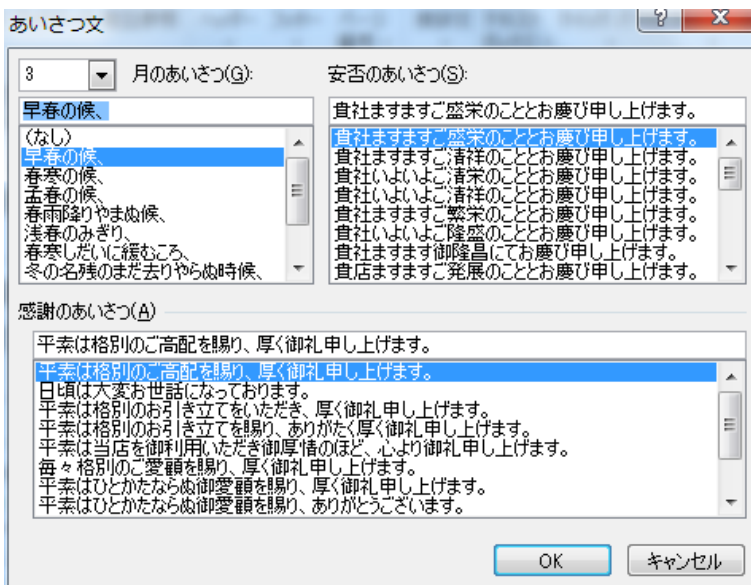 あいさつ文
3 月のあいさつ(G):
早春の候、
(なし)
早春の候、
春寒の候、
孟春の候、
春雨降りやまぬ候、
浅春のみぎり、
春寒しだいに緩むころ、
冬の名残のまだ去りやらぬ時候、
安否のあいさつ(S):
貴社ますますご盛栄のこととお慶び申し上げます。
貴社ますますご盛栄のこととお慶び申し上げます。
貴社ますますご清祥のこととお慶び申し上げます。
貴社いよいよご清栄のこととお慶び申し上げます。
貴社いよいよご清祥のこととお慶び申し上げます。
貴社ますますご繁栄のこととお慶び申し上げます。
貴社いよいよご隆盛のこととお慶び申し上げます。
貴社ますます御隆昌にてお慶び申し上げます。
貴店ますますご発展のこととお慶び申し上げます。
感謝のあいさつ(A)
平素は格別のご高配を賜り、厚く御礼申し上げます。
平素は格別のご高配を賜り、厚く御礼申し上げます。
日頃は大変お世話になっております。
平素は格別のお引き立てをいただき、厚く御礼申し上げます。
平素は格別のお引き立てを賜り、ありがたく厚く御礼申し上げます。
平素は当店を御利用いただき御厚情のほど、心より御礼申し上げます。
毎々格別のご愛顧を賜り、厚く御礼申し上げます。
平素はひとかたならぬ御愛顧を賜り、厚く御礼申し上げます。
平素はひとかたならぬ御愛顧を賜り、ありがとうございます。
OK
キャンセル